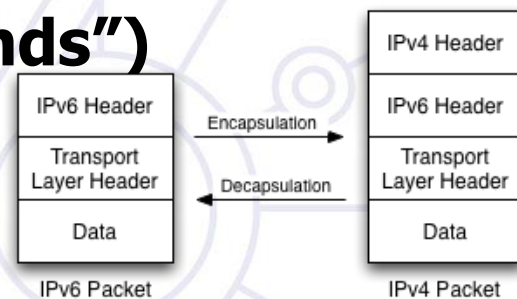 nds”)
IPv6 Header
Transport
Layer Header
Data
IPv6 Packet
Encapsulation
Decapsulation
IPv4 Header
IPv6 Header
Transport
Layer Header
Data
IPv4 Packet